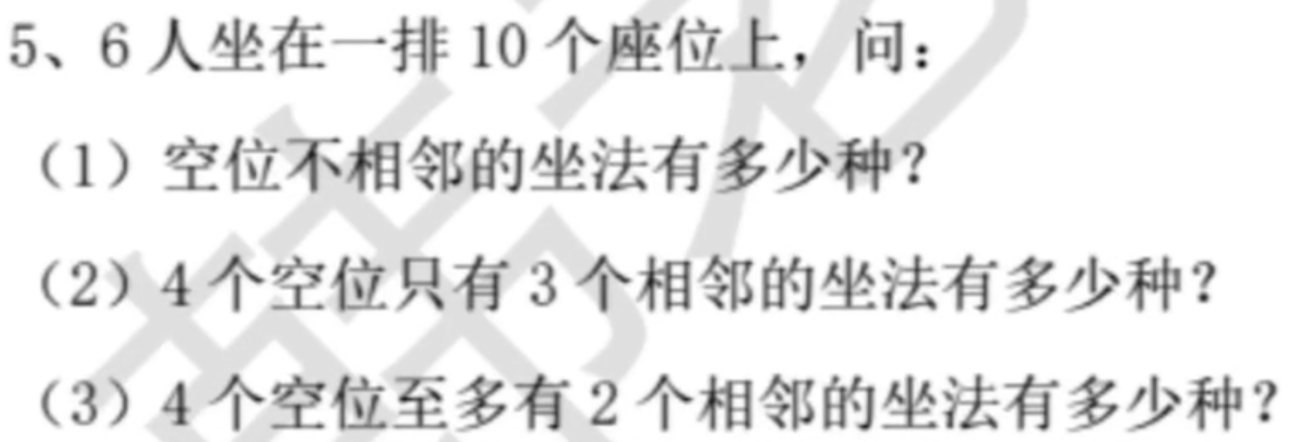 5、6 人坐在一排 10 个座位上，问：
（1）空位不相邻的坐法有多少种？
（2）4 个空位只有 3 个相邻的坐法有多少种？
（3）4 个空位至多有 2 个相邻的坐法有多少种？